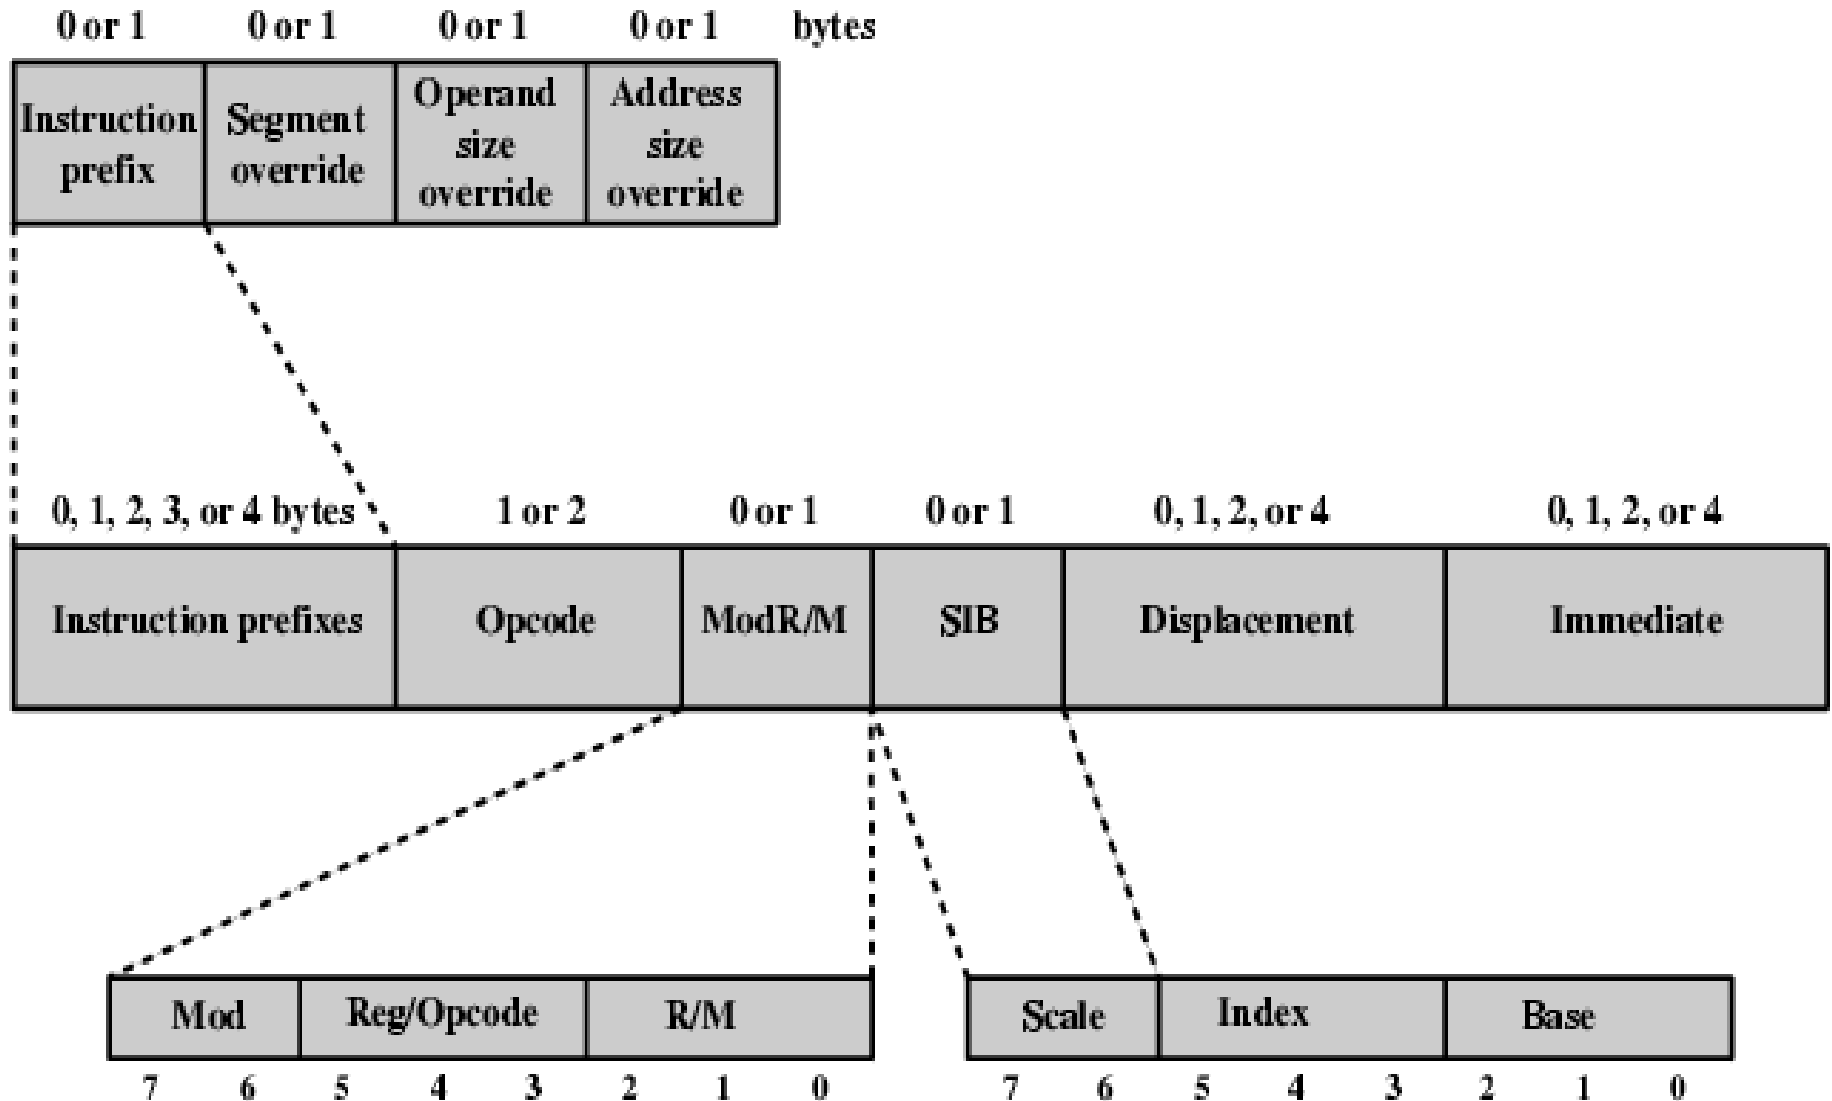 0 or 1 0 or 1 0 or 1 0 or 1 bytes
Instruction prefix
Segment override
Operand size override
Address size override
0, 1, 2, 3, or 4 bytes 1 or 2 0 or 1 0 or 1 0, 1, 2, or 4 0, 1, 2, or 4
Instruction prefixes Opcode ModR/M SIB Displacement Immediate
Mod Reg/Opcode R/M Scale Index Base
7 6 5 4 3 2 1 0 7 6 5 4 3 2 1 0